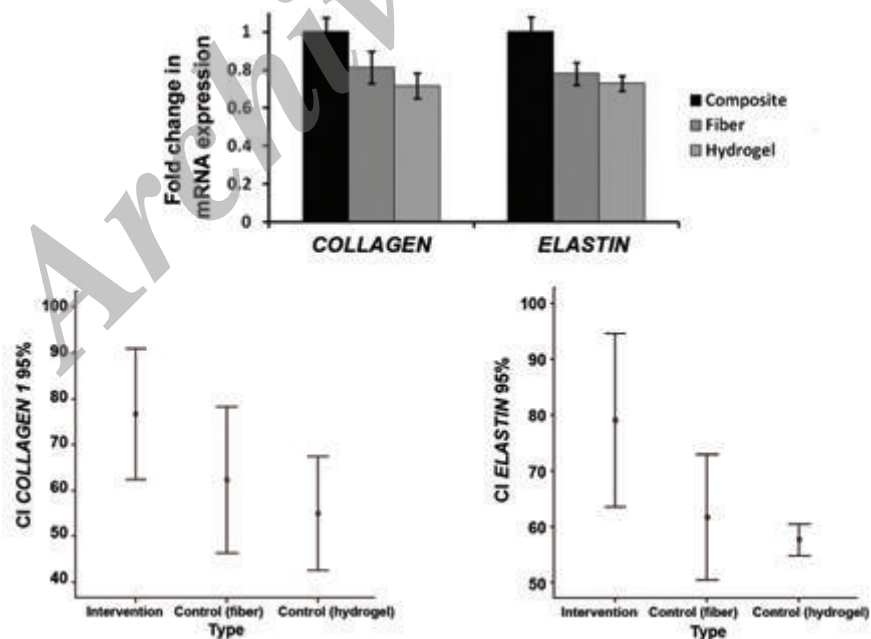 Fold change in
mRNA expression
1
0.8
0.6
0.4
0.2
0
COLLAGEN
ELASTIN
Composite
Fiber
Hydrogel
CI COLLAGEN 1 95%
100
90
80
70
60
50
40
Intervention
Control (fiber)
Control (hydrogel)
Type
CI ELASTIN 95%
100
90
80
70
60
50
Intervention
Control (fiber)
Control (hydrogel)
Type